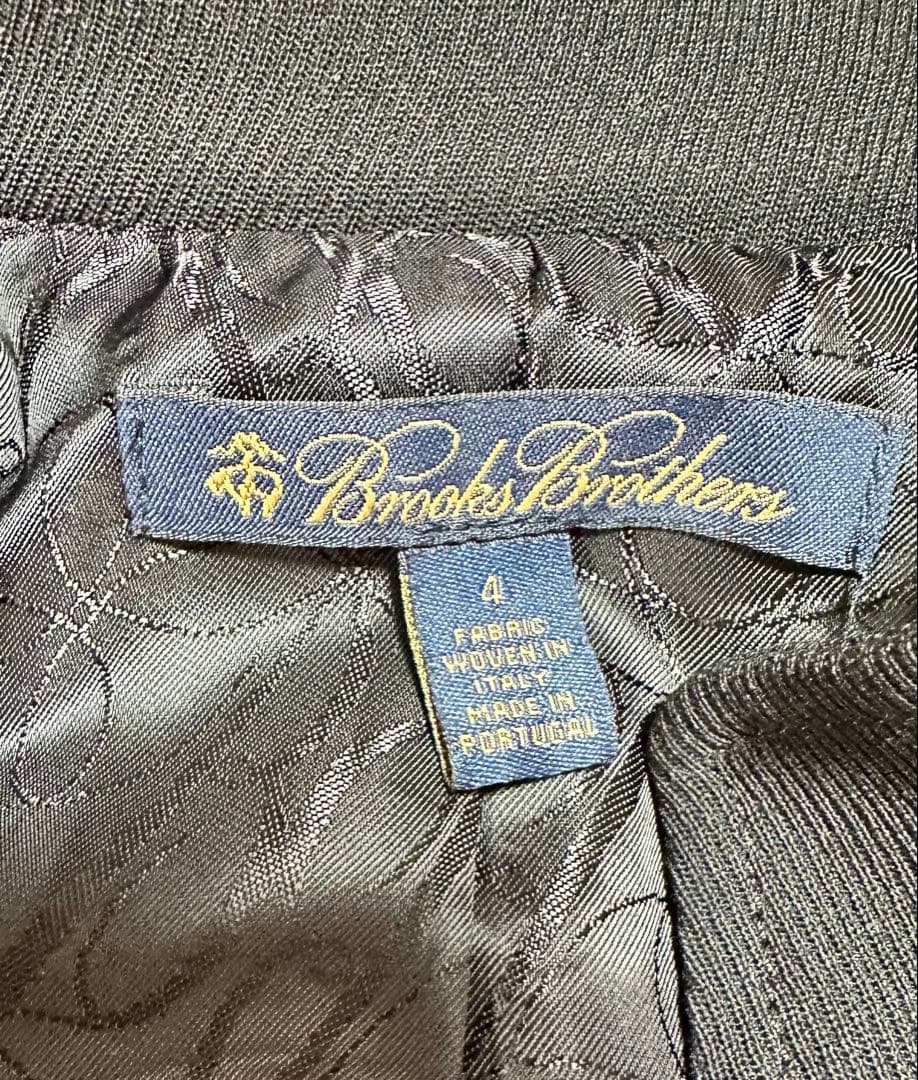 Brooks Brothers
4
FABRIC
WOVEN IN
ITALY
MADE IN
PORTUGAL